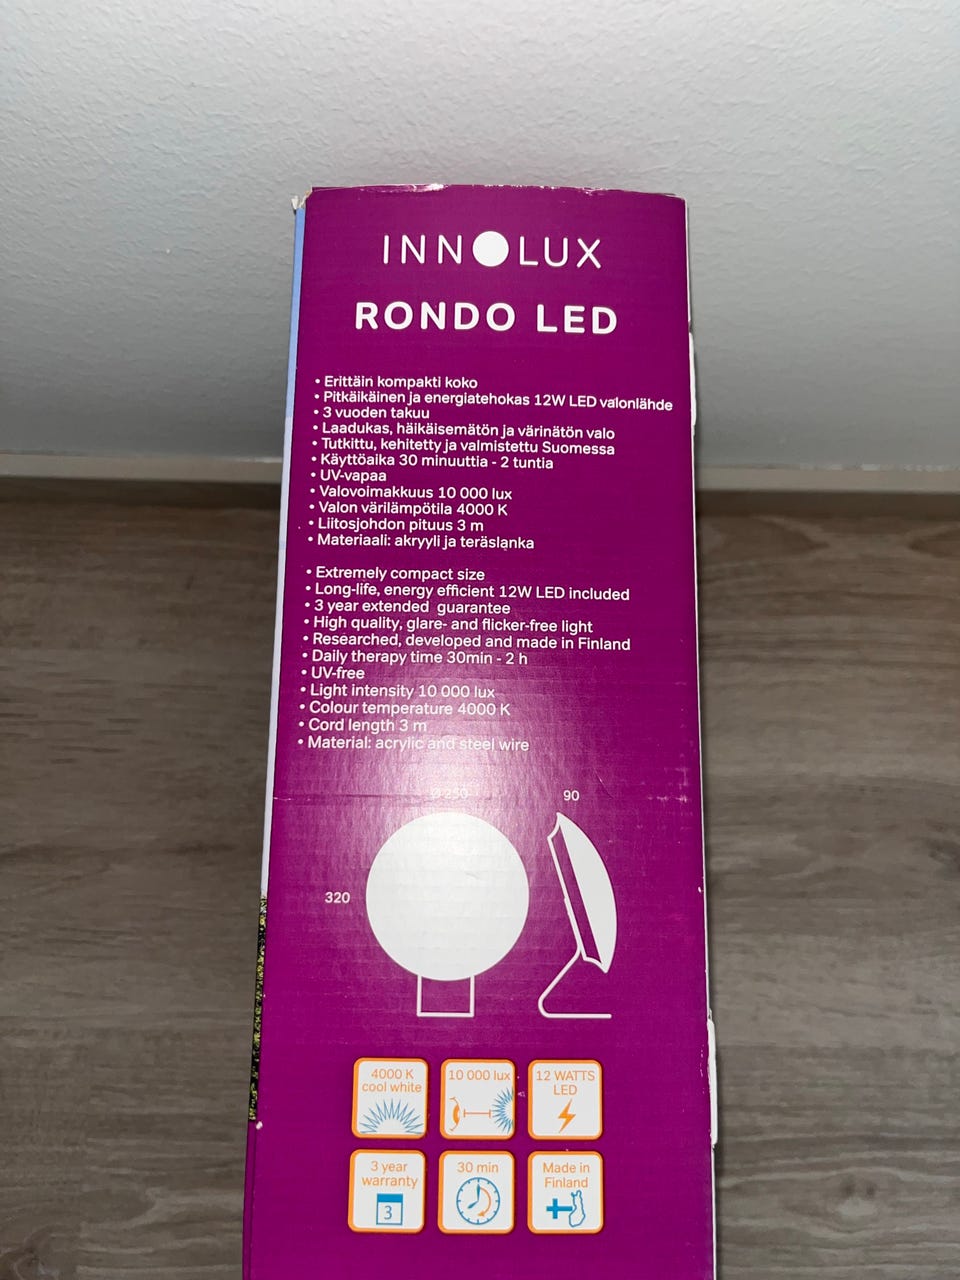 INNOLUX
RONDO LED
• Erittäin kompakti koko
• Pitkäikäinen ja energiatehokas 12W LED valonlähde
• 3 vuoden takuu
• Laadukas, häikäisemätön ja värinätön valo
• Tutkittu, kehitetty ja valmistettu Suomessa
• Käyttöaika 30 minuuttia - 2 tuntia
• UV-vapaa
• Valovoimakkuus 10 000 lux
• Valon värilämpötila 4000 K
• Liitosjohdon pituus 3 m
• Materiaali: akryyli ja teräslanka
• Extremely compact size
• Long-life, energy efficient 12W LED included
• 3 year extended guarantee
• High quality, glare- and flicker-free light
• Researched, developed and made in Finland
• Daily therapy time 30min - 2 h
• UV-free
• Light intensity 10 000 lux
• Colour temperature 4000 K
• Cord length 3 m
• Material: acrylic and steel wire
Ø 250
90
320
4000 K
cool white
10 000 lux
12 WATTS
LED
3 year
warranty
3
30 min
Made in
Finland